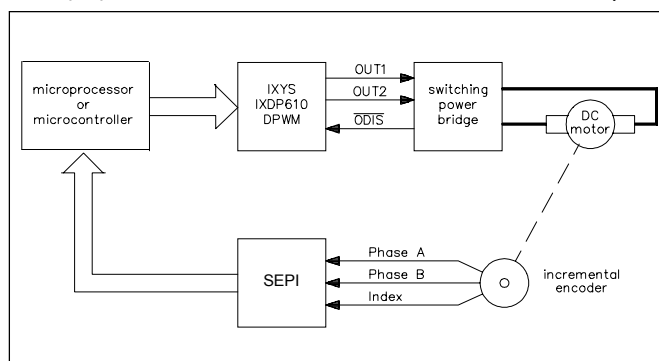 microprocessor
or
microcontroller
IXYS
IXDP610
DPWM
OUT1
OUT2
ODIS
switching
power
bridge
DC
motor
SEPI
Phase A
Phase B
Index
incremental
encoder